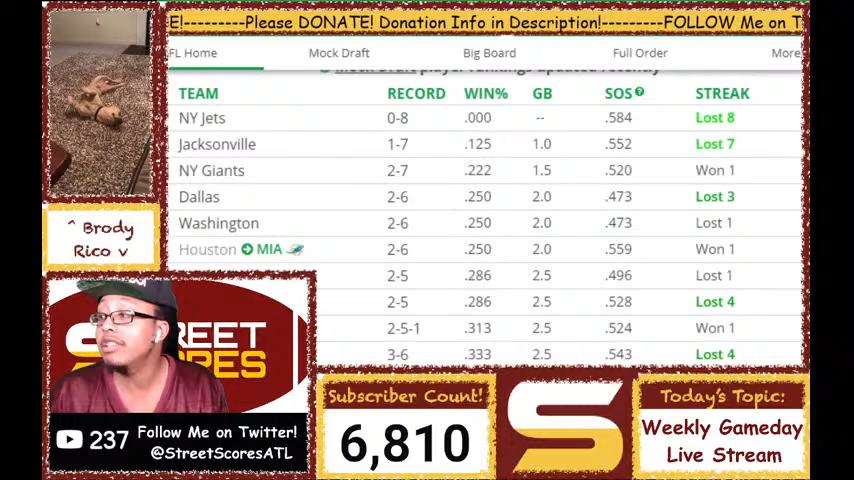 E!---------Please DONATE! Donation Info in Description!---------FOLLOW Me on T
FL Home Mock Draft Big Board Full Order More
Mock Draft player rankings updated recently
TEAM RECORD WIN% GB SOS STREAK
NY Jets 0-8 .000 -- .584 Lost 8
Jacksonville 1-7 .125 1.0 .552 Lost 7
NY Giants 2-7 .222 1.5 .520 Won 1
Dallas 2-6 .250 2.0 .473 Lost 3
Washington 2-6 .250 2.0 .473 Lost 1
Houston MIA 2-6 .250 2.0 .559 Won 1
2-5 .286 2.5 .496 Lost 1
2-5 .286 2.5 .528 Lost 4
2-5-1 .313 2.5 .524 Won 1
3-6 .333 2.5 .543 Lost 4
^ Brody
Rico v
STREET
SCORES
237
Follow Me on Twitter!
@StreetScoresATL
Subscriber Count!
6,810
S
Today's Topic:
Weekly Gameday
Live Stream